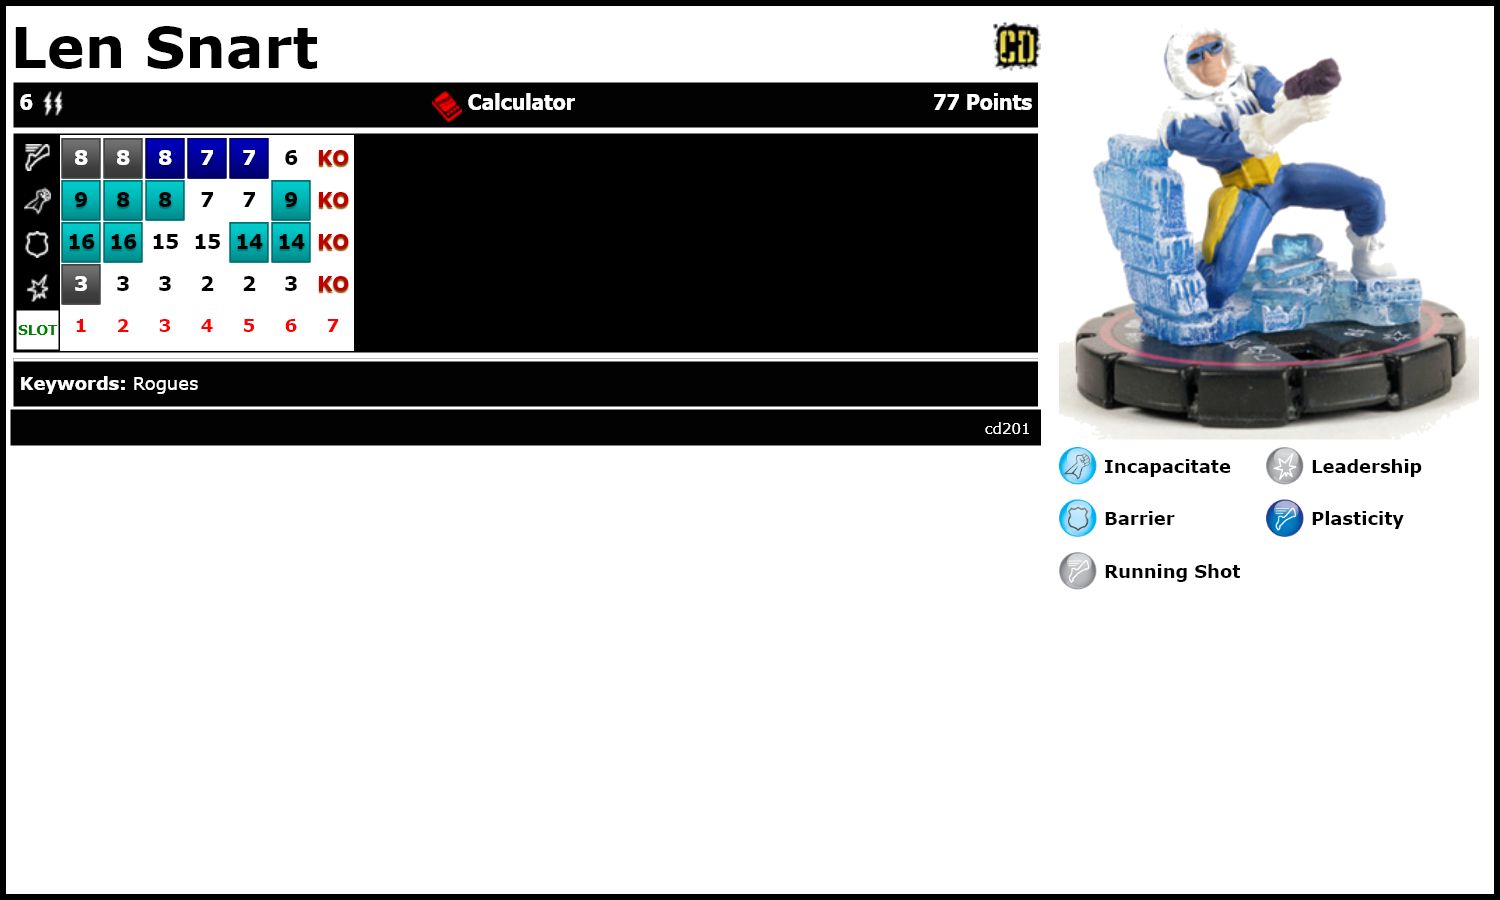 Len Snart
CD
6 Calculator 77 Points
8 8 8 7 7 6 KO
9 8 8 7 7 9 KO
16 16 15 15 14 14 KO
3 3 3 2 2 3 KO
SLOT 1 2 3 4 5 6 7
Keywords: Rogues
cd201
Incapacitate Leadership
Barrier Plasticity
Running Shot